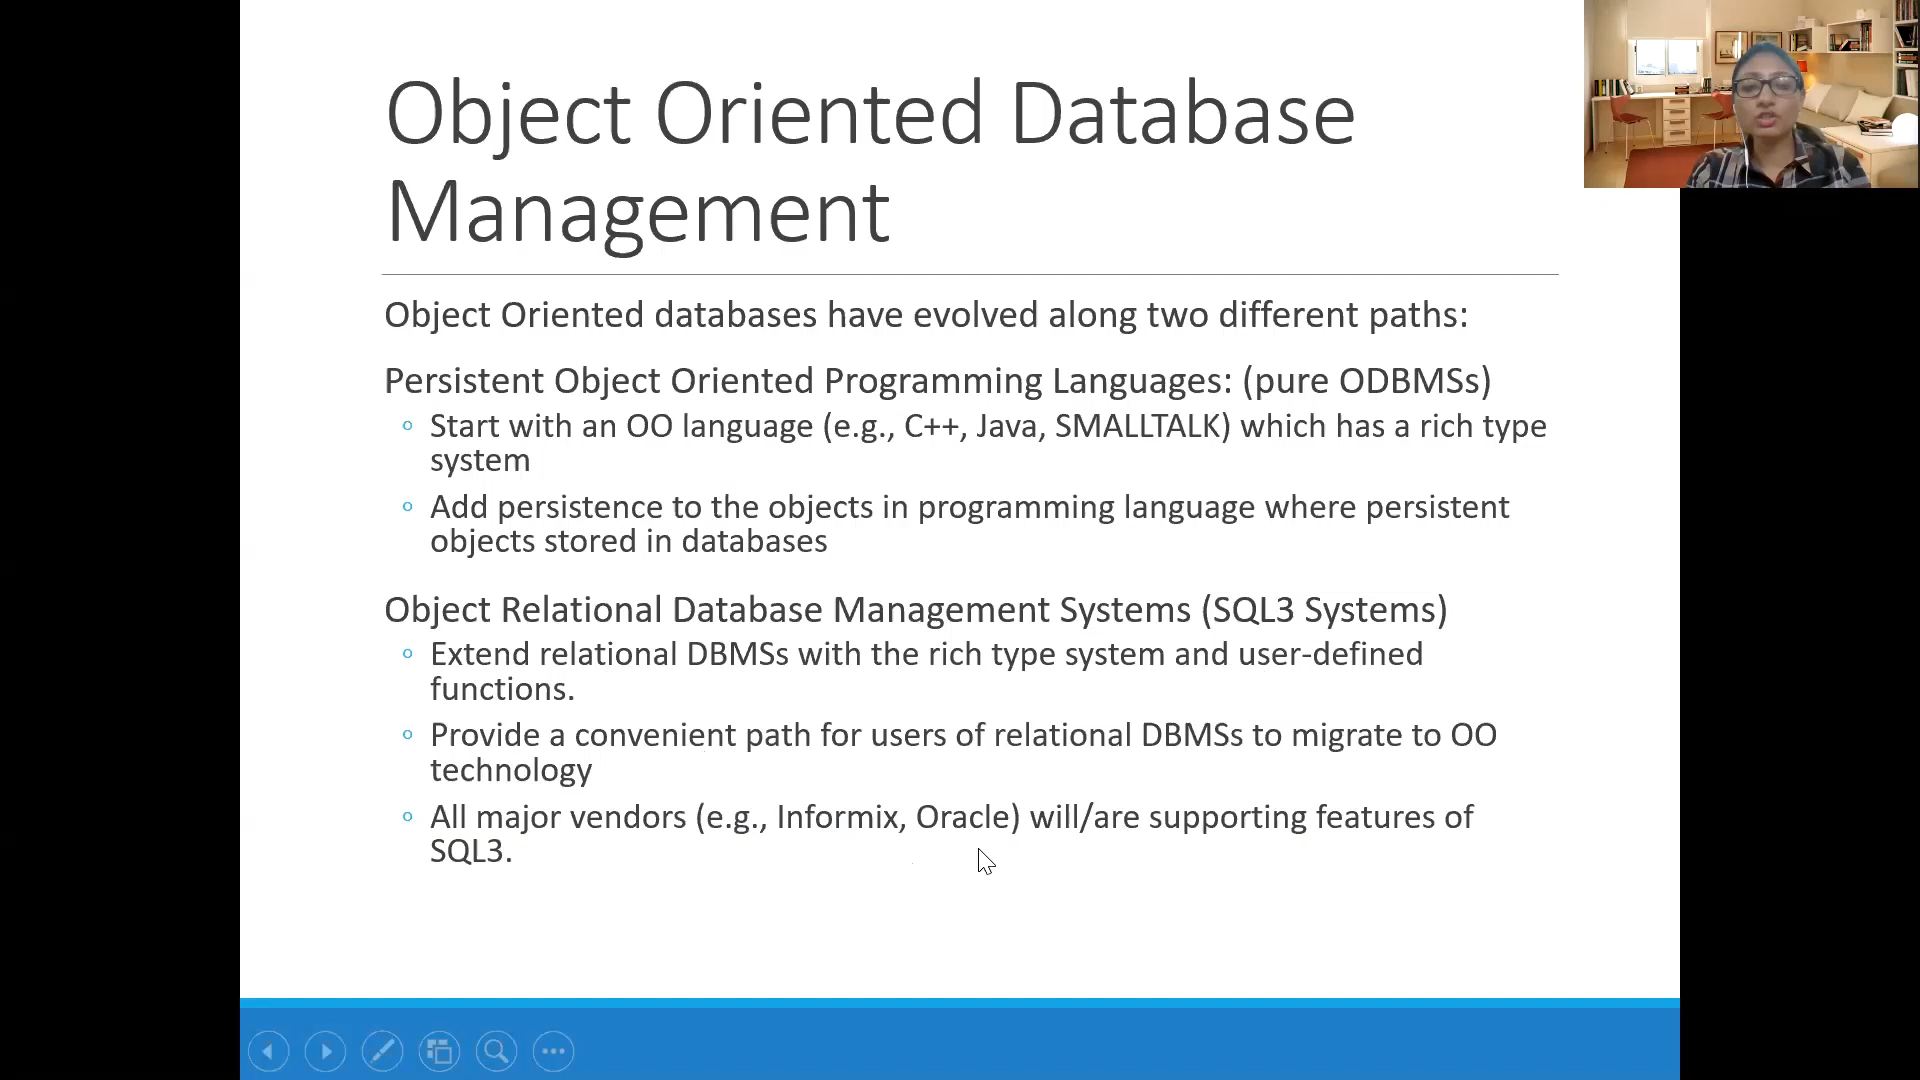 Object Oriented Database
Management
Object Oriented databases have evolved along two different paths:
Persistent Object Oriented Programming Languages: (pure ODBMSs)
Start with an OO language (e.g., C++, Java, SMALLTALK) which has a rich type
system
Add persistence to the objects in programming language where persistent
objects stored in databases
Object Relational Database Management Systems (SQL3 Systems)
Extend relational DBMSs with the rich type system and user-defined
functions.
Provide a convenient path for users of relational DBMSs to migrate to OO
technology
All major vendors (e.g., Informix, Oracle) will/are supporting features of
SQL3.